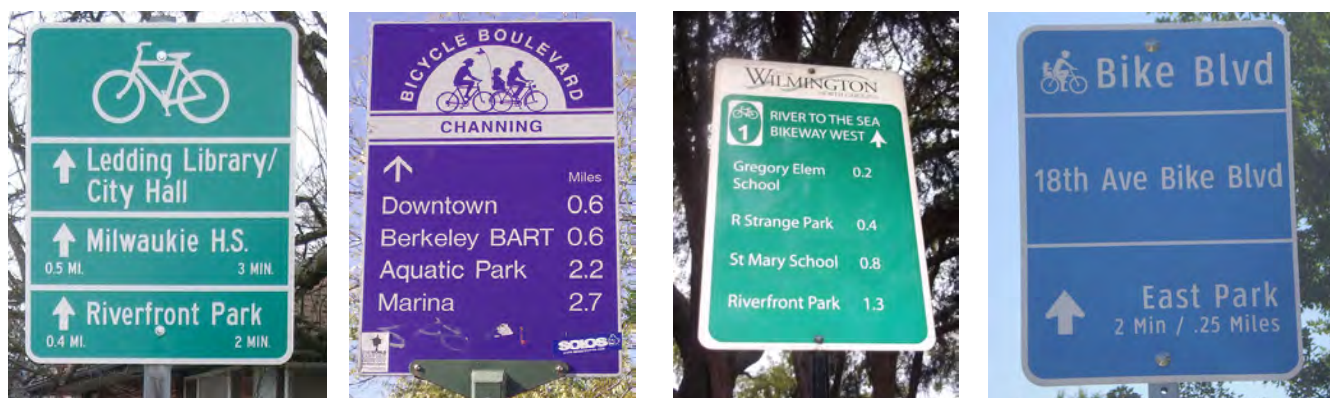 Ledding Library/
City Hall
Milwaukie H.S.
0.5 MI. 3 MIN.
Riverfront Park
0.4 MI. 2 MIN.
BICYCLE BOULEVARD
CHANNING
Miles
Downtown 0.6
Berkeley BART 0.6
Aquatic Park 2.2
Marina 2.7
SOLOS
WILMINGTON
NORTH CAROLINA
1
RIVER TO THE SEA
BIKEWAY WEST
Gregory Elem 0.2
School
R Strange Park 0.4
St Mary School 0.8
Riverfront Park 1.3
Bike Blvd
18th Ave Bike Blvd
East Park
2 Min / .25 Miles